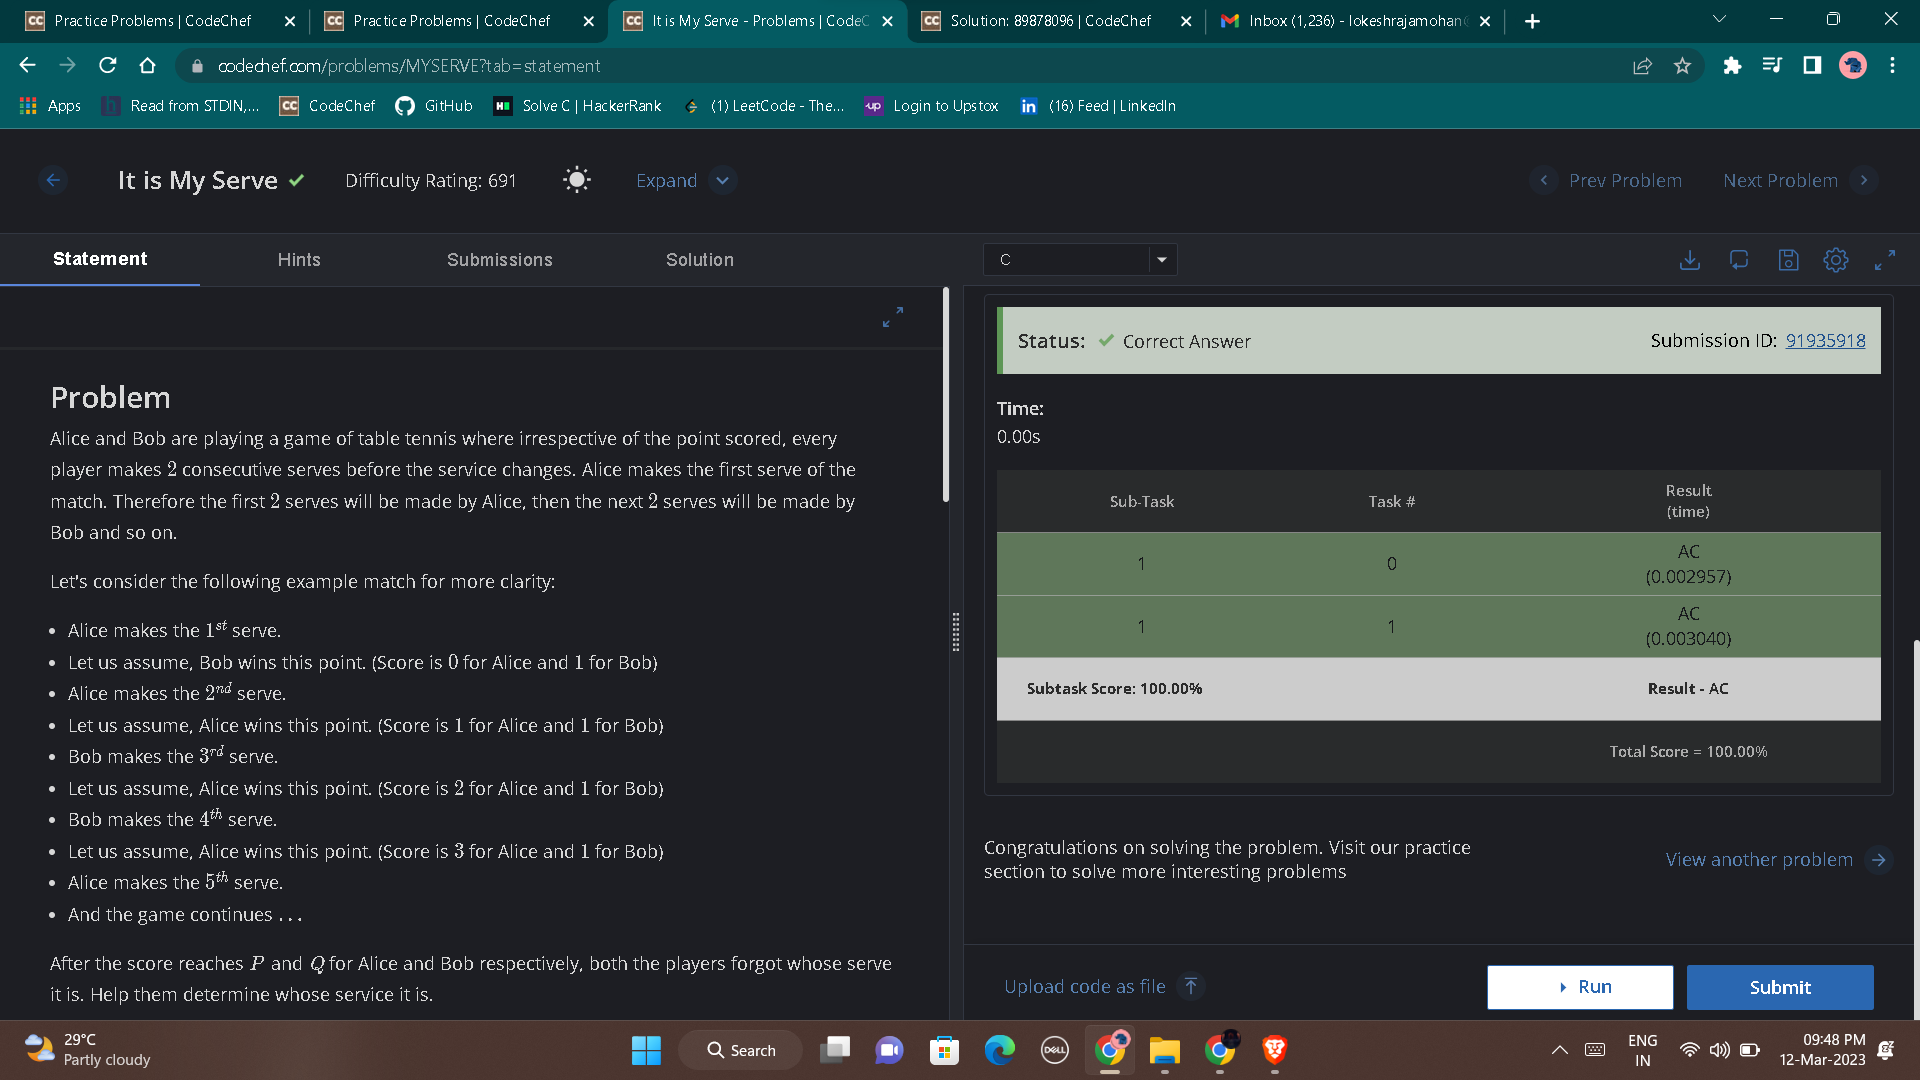 Practice Problems | CodeChef
Practice Problems | CodeChef
It is My Serve - Problems | CodeC
Solution: 89878096 | CodeChef
Inbox (1,236) - lokeshrajamohan
codechef.com/problems/MYSERVE?tab=statement
Apps
Read from STDIN,...
CodeChef
GitHub
Solve C | HackerRank
(1) LeetCode - The...
Login to Upstox
(16) Feed | LinkedIn
It is My Serve
Difficulty Rating: 691
Expand
Prev Problem
Next Problem
Statement
Hints
Submissions
Solution
C
Problem
Alice and Bob are playing a game of table tennis where irrespective of the point scored, every
player makes 2 consecutive serves before the service changes. Alice makes the first serve of the
match. Therefore the first 2 serves will be made by Alice, then the next 2 serves will be made by
Bob and so on.
Let's consider the following example match for more clarity:
• Alice makes the 1st serve.
• Let us assume, Bob wins this point. (Score is 0 for Alice and 1 for Bob)
• Alice makes the 2nd serve.
• Let us assume, Alice wins this point. (Score is 1 for Alice and 1 for Bob)
• Bob makes the 3rd serve.
• Let us assume, Alice wins this point. (Score is 2 for Alice and 1 for Bob)
• Bob makes the 4th serve.
• Let us assume, Alice wins this point. (Score is 3 for Alice and 1 for Bob)
• Alice makes the 5th serve.
• And the game continues ...
After the score reaches P and Q for Alice and Bob respectively, both the players forgot whose serve
it is. Help them determine whose service it is.
Status: Correct Answer
Submission ID: 91935918
Time:
0.00s
Sub-Task
Task #
Result
(time)
1
0
AC
(0.002957)
1
1
AC
(0.003040)
Subtask Score: 100.00%
Result - AC
Total Score = 100.00%
Congratulations on solving the problem. Visit our practice
section to solve more interesting problems
View another problem
Upload code as file
Run
Submit
29°C
Partly cloudy
Search
DELL
ENG
IN
09:48 PM
12-Mar-2023